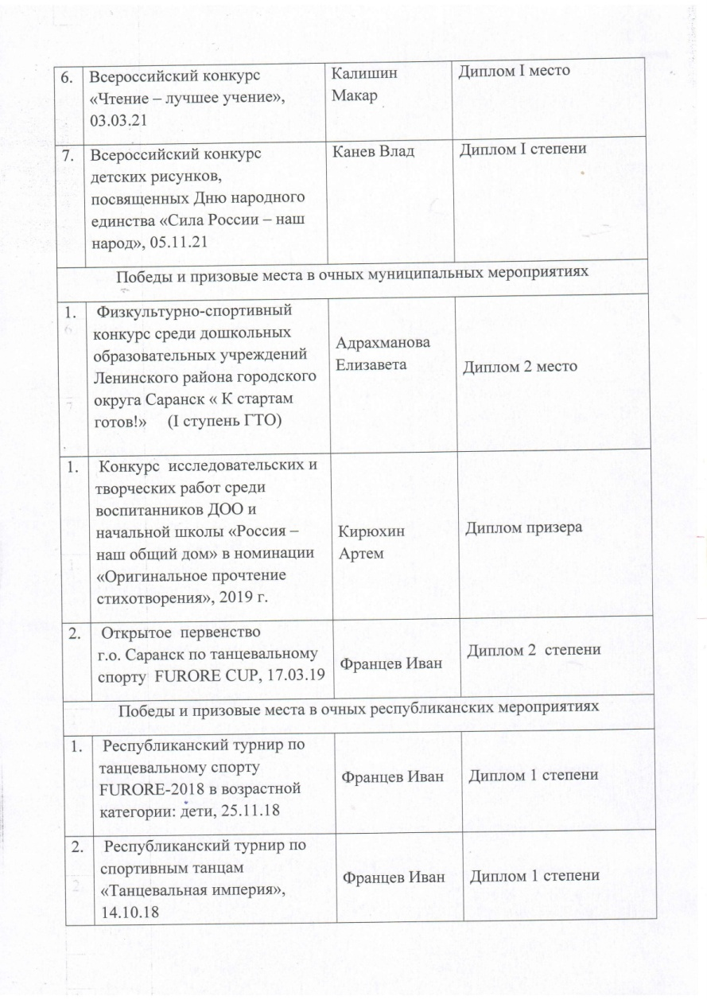 6. Всероссийский конкурс
«Чтение – лучшее учение»,
03.03.21
Калишин
Макар
Диплом I место
7. Всероссийский конкурс
детских рисунков,
посвященных Дню народного
единства «Сила России – наш
народ», 05.11.21
Канев Влад
Диплом I степени
Победы и призовые места в очных муниципальных мероприятиях
1. Физкультурно-спортивный
конкурс среди дошкольных
образовательных учреждений
Ленинского района городского
округа Саранск « К стартам
готов!» (I ступень ГТО)
Адрахманова
Елизавета
Диплом 2 место
1. Конкурс исследовательских и
творческих работ среди
воспитанников ДОО и
начальной школы «Россия –
наш общий дом» в номинации
«Оригинальное прочтение
стихотворения», 2019 г.
Кирюхин
Артем
Диплом призера
2. Открытое первенство
г.о. Саранск по танцевальному
спорту FURORE CUP, 17.03.19
Францев Иван
Диплом 2 степени
Победы и призовые места в очных республиканских мероприятиях
1. Республиканский турнир по
танцевальному спорту
FURORE-2018 в возрастной
категории: дети, 25.11.18
Францев Иван
Диплом 1 степени
2. Республиканский турнир по
спортивным танцам
«Танцевальная империя»,
14.10.18
Францев Иван
Диплом 1 степени